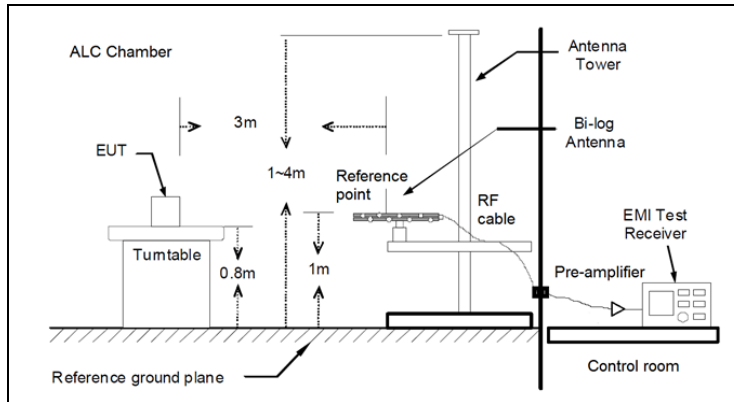 ALC Chamber
Antenna
Tower
3m
Bi-log
Antenna
EUT
1~4m
Reference
point
RF
cable
EMI Test
Receiver
Turntable
0.8m
1m
Pre-amplifier
Reference ground plane
Control room